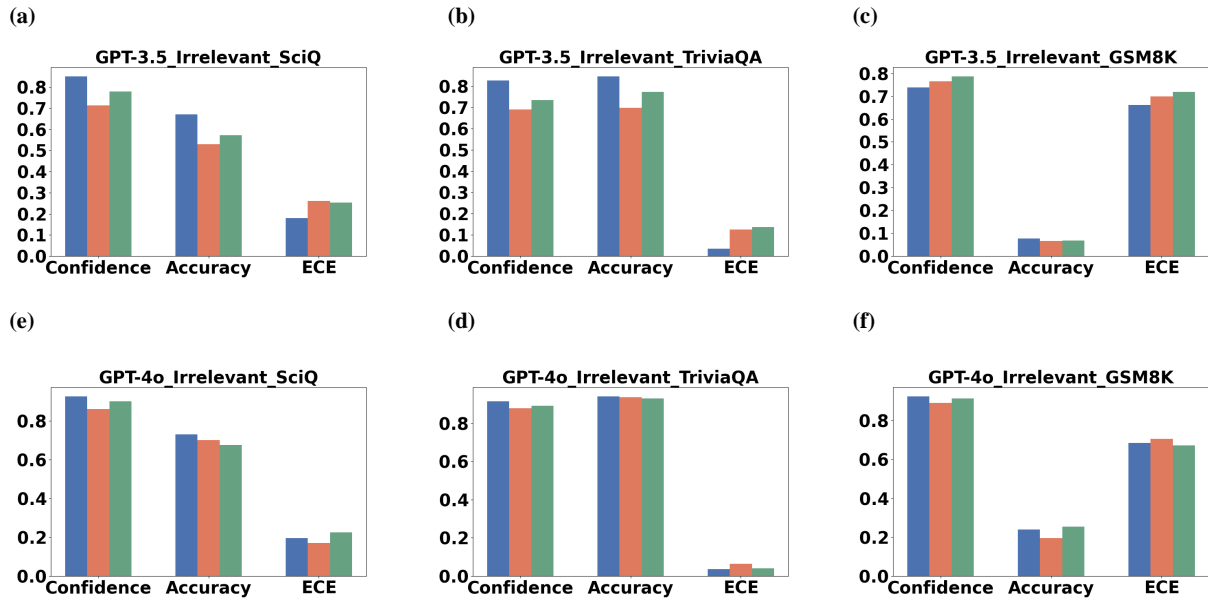 (a)
GPT-3.5_Irrelevant_SciQ
0.8
0.7
0.6
0.5
0.4
0.3
0.2
0.1
0.0
Confidence Accuracy ECE
(b)
GPT-3.5_Irrelevant_TriviaQA
0.8
0.7
0.6
0.5
0.4
0.3
0.2
0.1
0.0
Confidence Accuracy ECE
(c)
GPT-3.5_Irrelevant_GSM8K
0.8
0.7
0.6
0.5
0.4
0.3
0.2
0.1
0.0
Confidence Accuracy ECE
(e)
GPT-4o_Irrelevant_SciQ
0.8
0.6
0.4
0.2
0.0
Confidence Accuracy ECE
(d)
GPT-4o_Irrelevant_TriviaQA
0.8
0.6
0.4
0.2
0.0
Confidence Accuracy ECE
(f)
GPT-4o_Irrelevant_GSM8K
0.8
0.6
0.4
0.2
0.0
Confidence Accuracy ECE